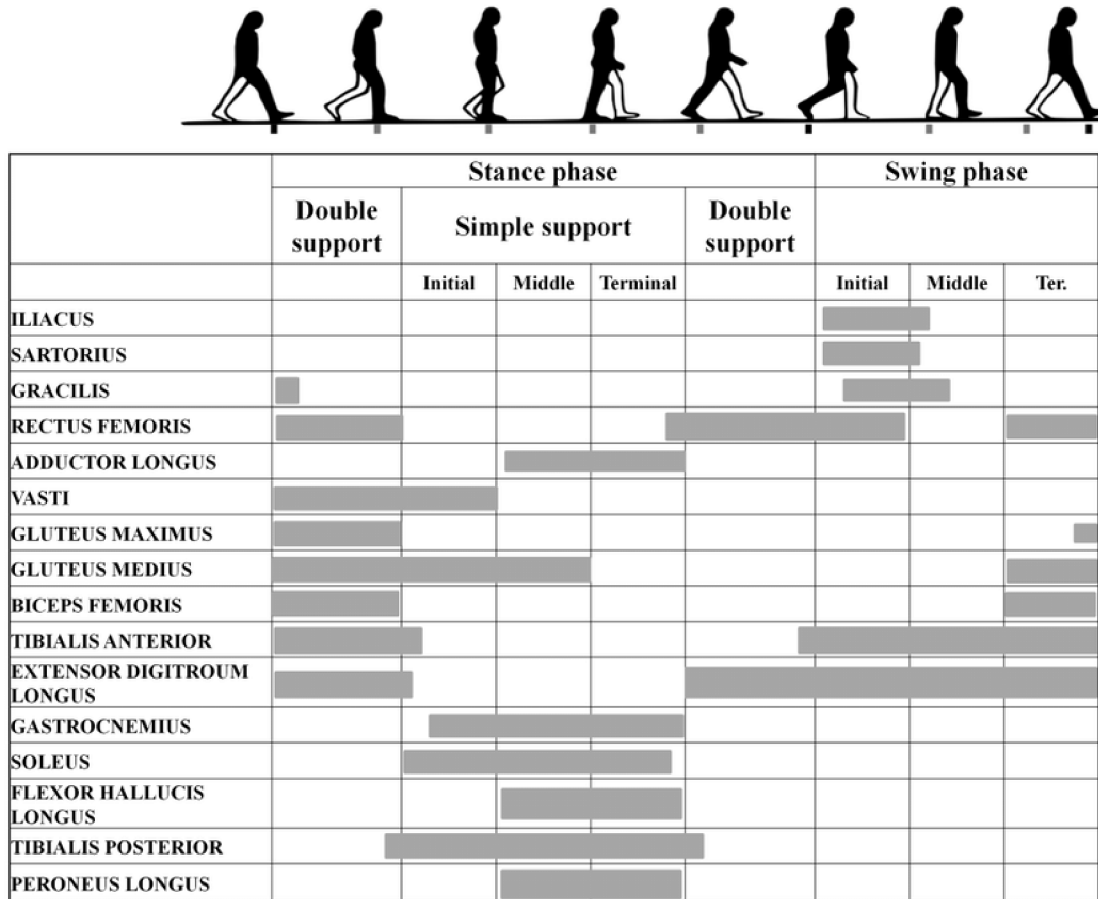 Stance phase
Swing phase
Double
support
Simple support
Double
support
Initial
Middle
Terminal
Initial
Middle
Ter.
ILIACUS
SARTORIUS
GRACILIS
RECTUS FEMORIS
ADDUCTOR LONGUS
VASTI
GLUTEUS MAXIMUS
GLUTEUS MEDIUS
BICEPS FEMORIS
TIBIALIS ANTERIOR
EXTENSOR DIGITROUM
LONGUS
GASTROCNEMIUS
SOLEUS
FLEXOR HALLUCIS
LONGUS
TIBIALIS POSTERIOR
PERONEUS LONGUS